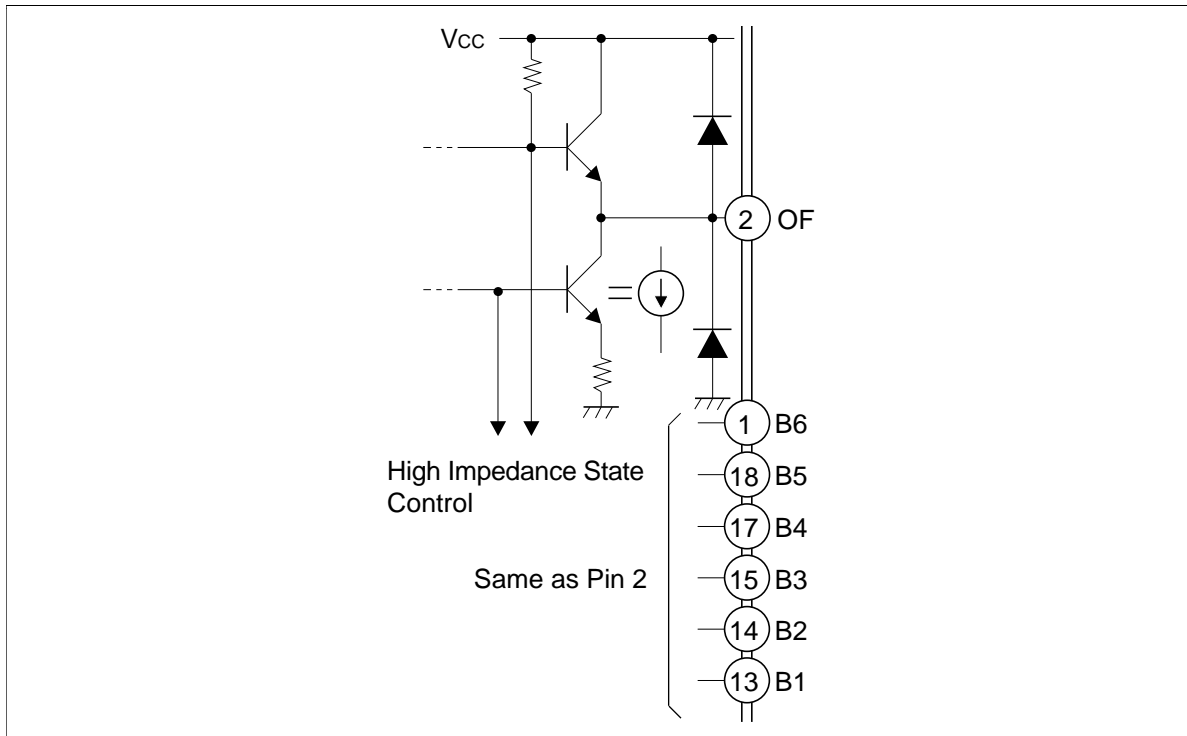 Vcc
2 OF
1 B6
High Impedance State
Control
18 B5
17 B4
Same as Pin 2
15 B3
14 B2
13 B1